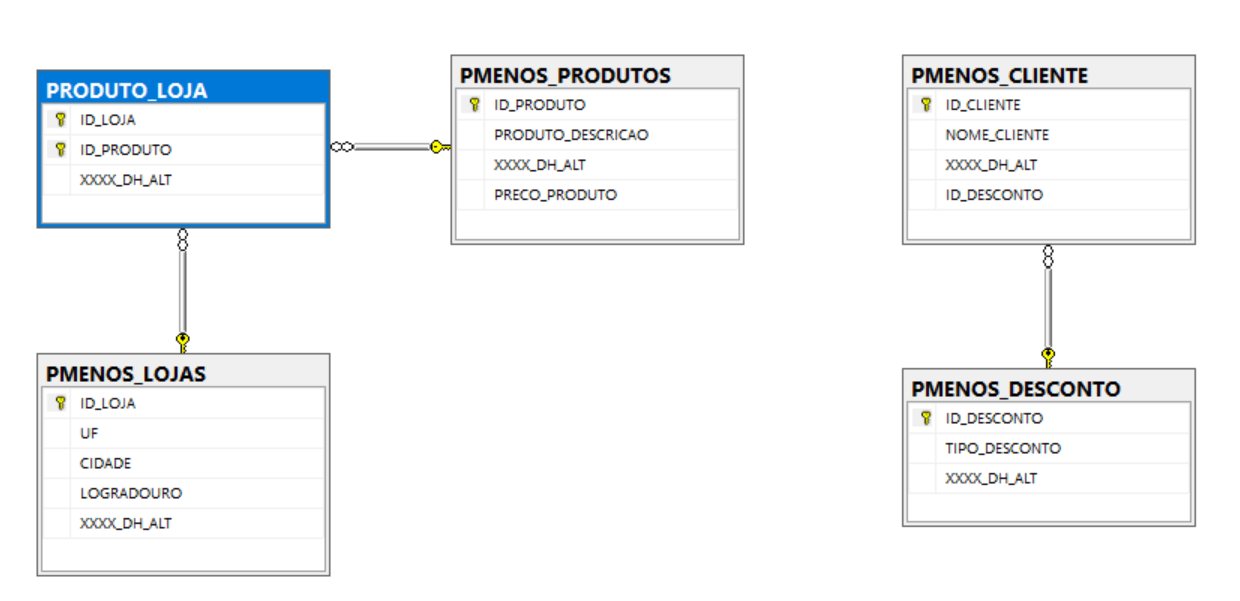 PRODUTO_LOJA
ID_LOJA
ID_PRODUTO
XXXX_DH_ALT
PMENOS_PRODUTOS
ID_PRODUTO
PRODUTO_DESCRICAO
XXXX_DH_ALT
PRECO_PRODUTO
PMENOS_CLIENTE
ID_CLIENTE
NOME_CLIENTE
XXXX_DH_ALT
ID_DESCONTO
PMENOS_LOJAS
ID_LOJA
UF
CIDADE
LOGRADOURO
XXXX_DH_ALT
PMENOS_DESCONTO
ID_DESCONTO
TIPO_DESCONTO
XXXX_DH_ALT